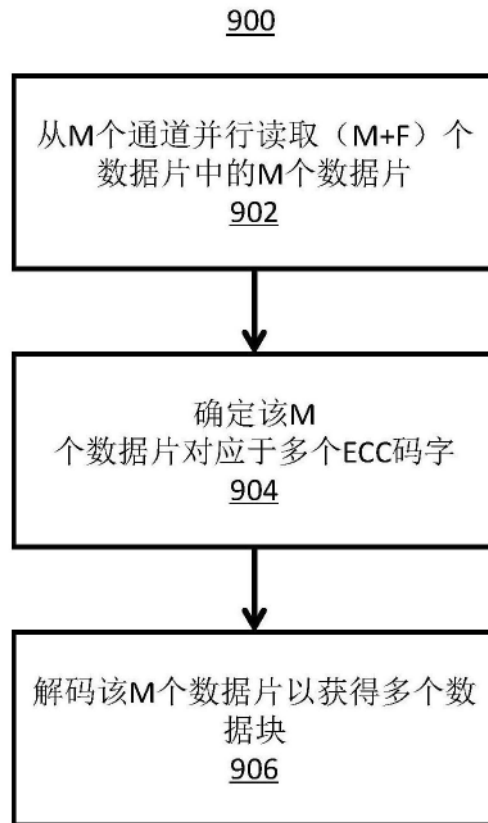 900
从M个通道并行读取（M+F）个
数据片中的M个数据片
902
确定该M
个数据片对应于多个ECC码字
904
解码该M个数据片以获得多个数
据块
906